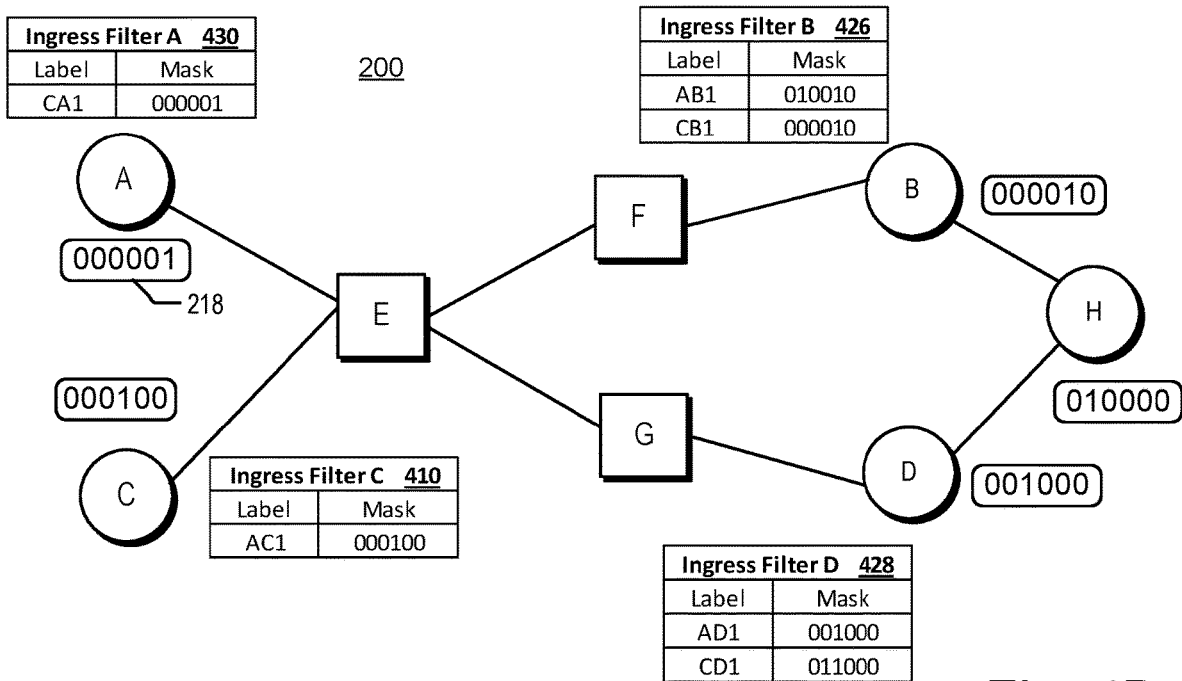 Ingress Filter A 430
Label Mask
CA1 000001
200
Ingress Filter B 426
Label Mask
AB1 010010
CB1 000010
A
000001
218
F
B
000010
E
H
010000
000100
C
Ingress Filter C 410
Label Mask
AC1 000100
G
D
001000
Ingress Filter D 428
Label Mask
AD1 001000
CD1 011000